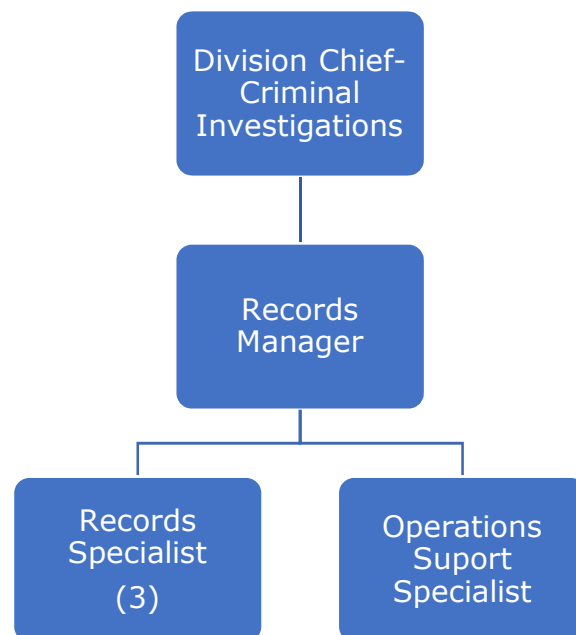 Division Chief-
Criminal
Investigations
Records
Manager
Records
Specialist
(3)
Operations
Suport
Specialist